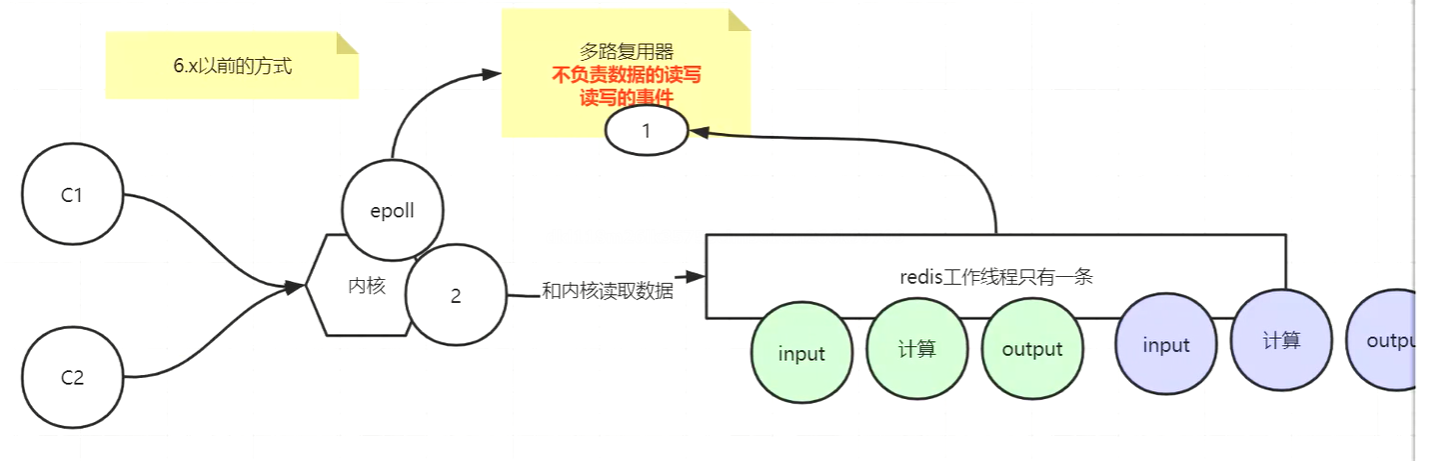 6.x以前的方式
多路复用器
不负责数据的读写
读写的事件
1
C1
epoll
内核
2
和内核读取数据
redis工作线程只有一条
input
计算
output
input
计算
outpu
C2